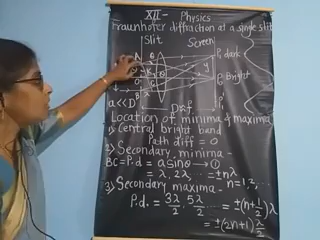 XII - Physics
Fraunhofer diffraction at a single slit
Slit Screen
A θ P₁ dark
y
O P₀ Bright
B
a<<D D
Location of minima & maxima
1) Central bright band
Path diff = 0
2) Secondary minima -
BC = P.d = a sinθ → ①
= λ, 2λ, ... = ±nλ
n = 1, 2, ...
3) Secondary maxima -
P.d. = 3λ/2, 5λ/2, ... = ±(n+1/2)λ
= ±(2n+1)λ/2